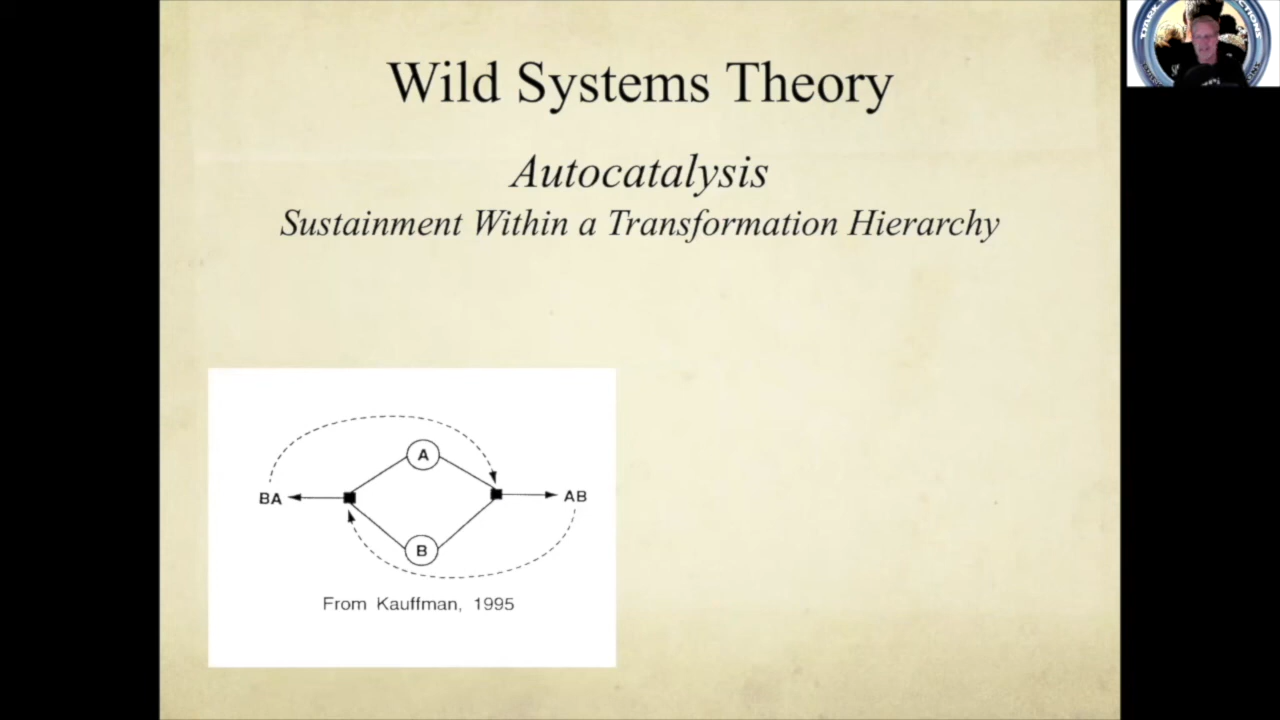 Wild Systems Theory
Autocatalysis
Sustainment Within a Transformation Hierarchy
A
BA
AB
B
From Kauffman, 1995